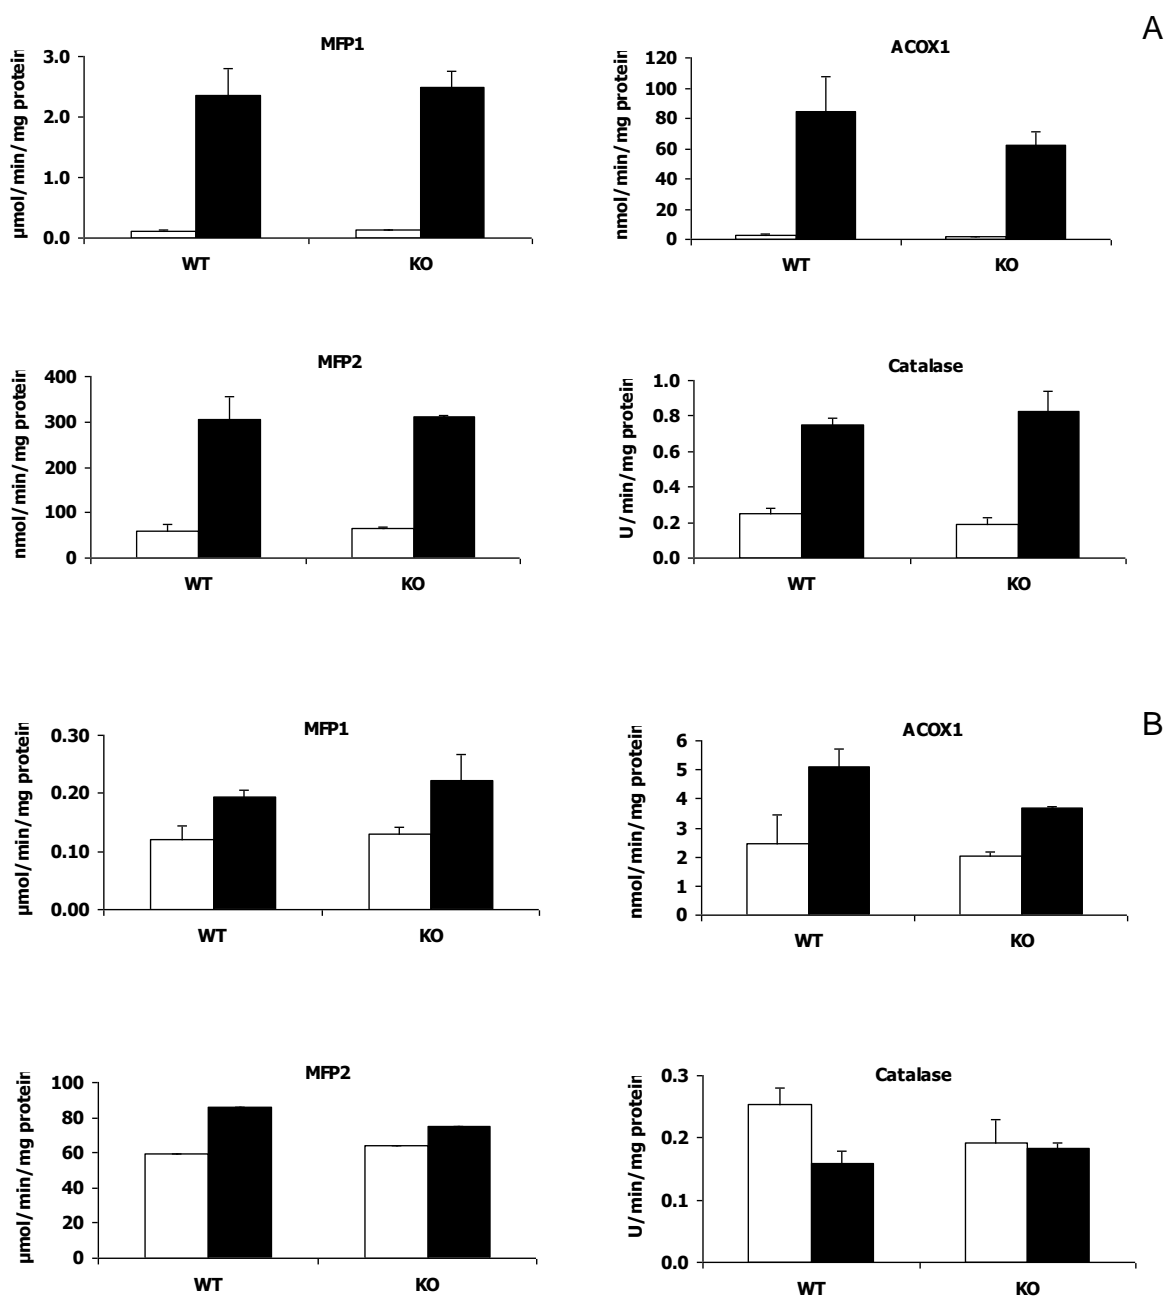 A
MFP1
µmol/min/mg protein
3.0
2.0
1.0
0.0
WT KO
ACOX1
nmol/min/mg protein
120
100
80
60
40
20
0
WT KO
MFP2
nmol/min/mg protein
400
300
200
100
0
WT KO
Catalase
U/min/mg protein
1.0
0.8
0.6
0.4
0.2
0.0
WT KO
B
MFP1
µmol/min/mg protein
0.30
0.20
0.10
0.00
WT KO
ACOX1
nmol/min/mg protein
6
5
4
3
2
1
0
WT KO
MFP2
µmol/min/mg protein
100
80
60
40
20
0
WT KO
Catalase
U/min/mg protein
0.3
0.2
0.1
0.0
WT KO